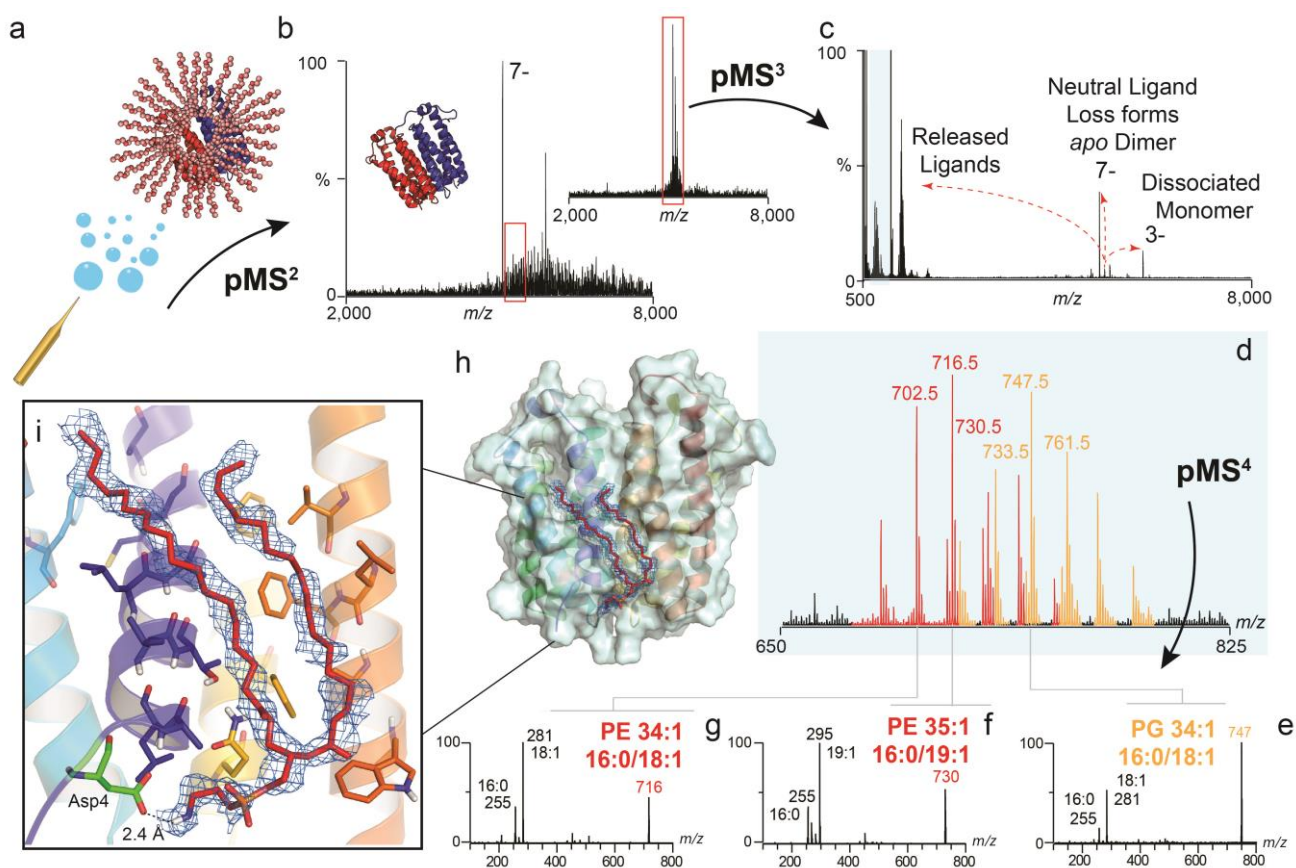 a
pMS²
b
100
%
0
2,000
m/z
8,000
7-
2,000
m/z
8,000
pMS³
c
100
%
0
500
m/z
8,000
Released
Ligands
Neutral Ligand
Loss forms
apo Dimer
7-
Dissociated
Monomer
3-
h
d
702.5
716.5
730.5
733.5
747.5
761.5
650
m/z
825
pMS⁴
i
Asp4
2.4 Å
g
PE 34:1
16:0/18:1
100
0
281
18:1
16:0
255
716
m/z
200
400
600
800
f
PE 35:1
16:0/19:1
100
0
295
19:1
255
16:0
730
m/z
200
400
600
800
e
PG 34:1
16:0/18:1
747
100
0
18:1
281
16:0
255
m/z
200
400
600
800